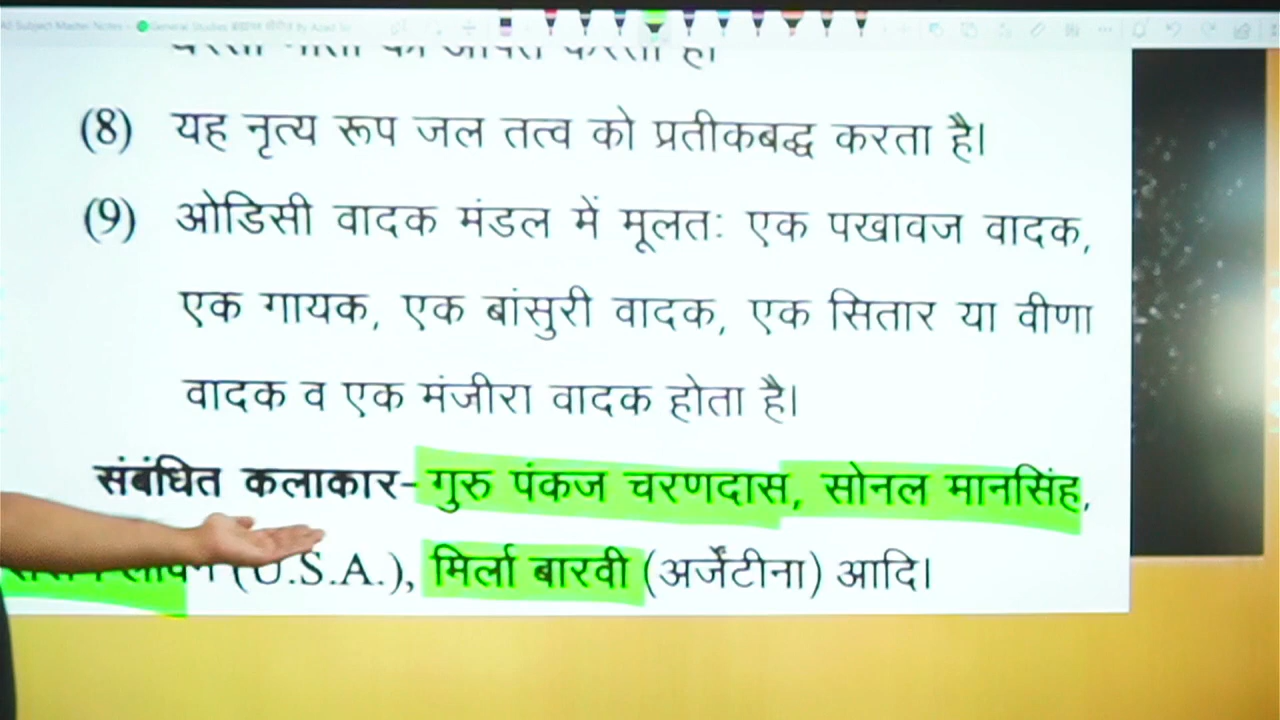 (8) यह नृत्य रूप जल तत्व को प्रतीकबद्ध करता है।
(9) ओडिसी वादक मंडल में मूलतः एक पखावज वादक,
एक गायक, एक बांसुरी वादक, एक सितार या वीणा
वादक व एक मंजीरा वादक होता है।
संबंधित कलाकार- गुरु पंकज चरणदास, सोनल मानसिंह,
(U.S.A.), मिर्ला बारवी (अर्जेंटीना) आदि।